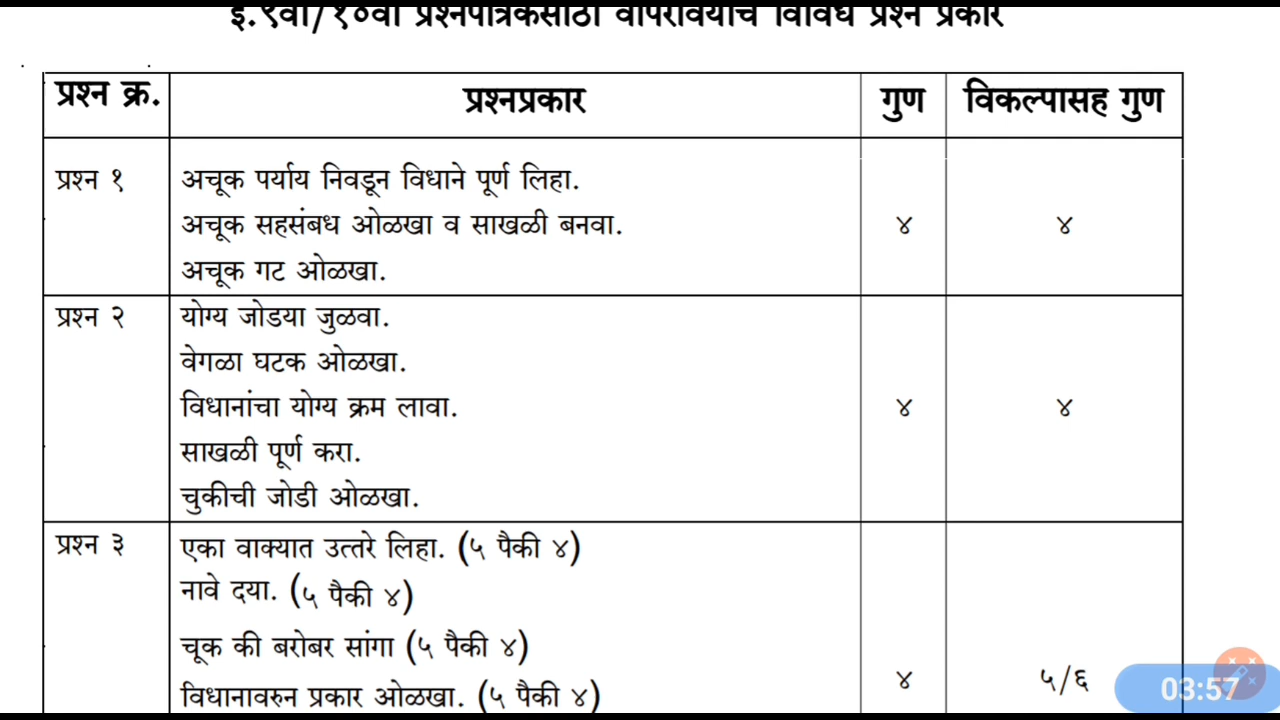 इ.९वी/१०वी प्रश्नपत्रिकेसाठी वापरावयाचे विविध प्रश्न प्रकार
प्रश्न क्र. प्रश्नप्रकार गुण विकल्पासह गुण
प्रश्न १ अचूक पर्याय निवडून विधाने पूर्ण लिहा.
अचूक सहसंबध ओळखा व साखळी बनवा. ४ ४
अचूक गट ओळखा.
प्रश्न २ योग्य जोडया जुळवा.
वेगळा घटक ओळखा.
विधानांचा योग्य क्रम लावा. ४ ४
साखळी पूर्ण करा.
चुकीची जोडी ओळखा.
प्रश्न ३ एका वाक्यात उत्तरे लिहा. (५ पैकी ४)
नावे दया. (५ पैकी ४)
चूक की बरोबर सांगा (५ पैकी ४)
विधानावरुन प्रकार ओळखा. (५ पैकी ४) ४ ५/६
03:57